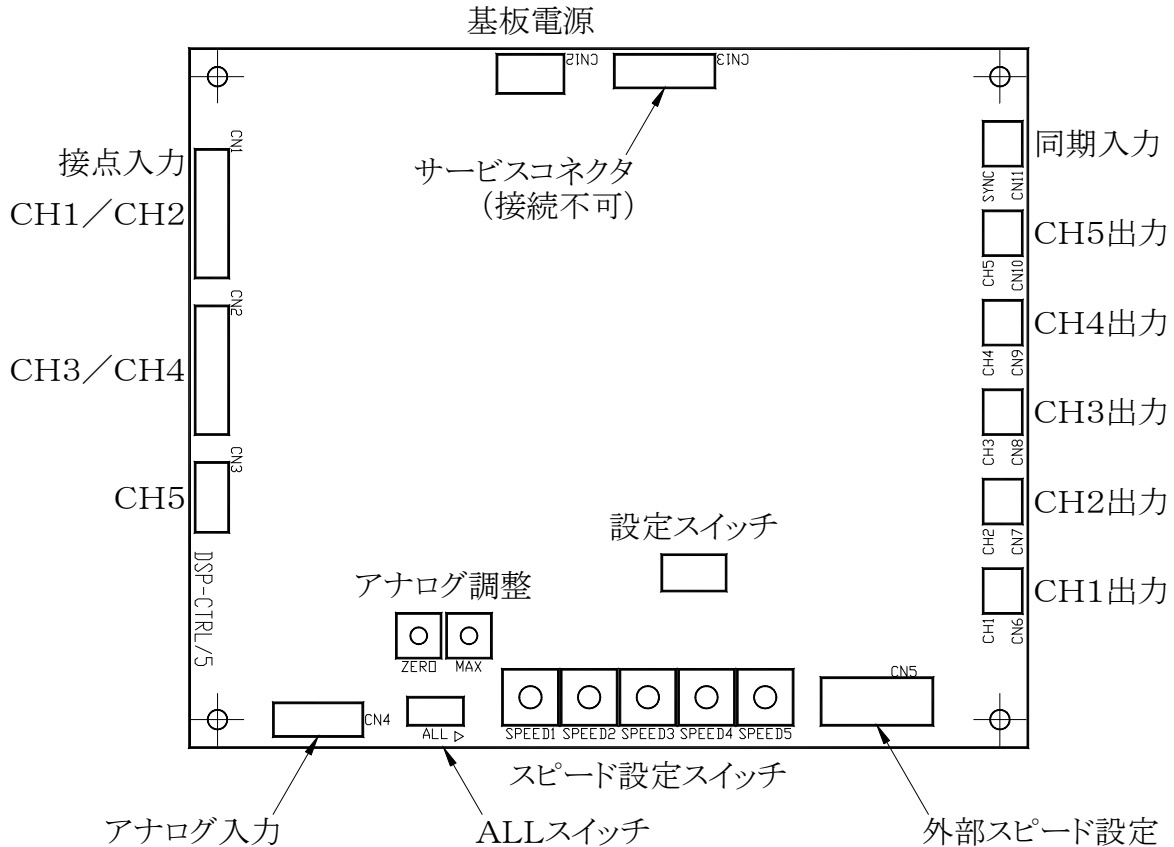 基板電源
CN12
CN13
接点入力
CH1／CH2
CN1
サービスコネクタ
（接続不可）
同期入力
SYNC
CN11
CH5出力
CH5
CN10
CN2
CH3／CH4
CH4出力
CH4
CN9
CH3出力
CH3
CN8
CN3
CH5
CH2出力
CH2
CN7
設定スイッチ
DSP-CTRL/5
アナログ調整
ZERO
MAX
CH1出力
CH1
CN6
CN5
CN4
ALL
SPEED1
SPEED2
SPEED3
SPEED4
SPEED5
スピード設定スイッチ
アナログ入力
ALLスイッチ
外部スピード設定